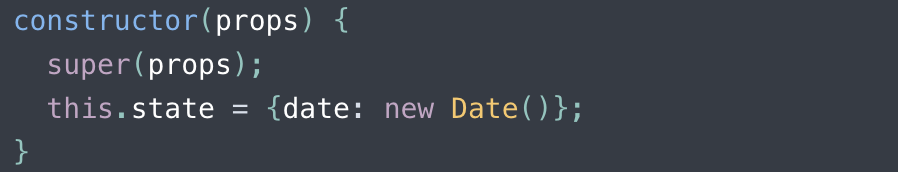 constructor(props) {
  super(props);
  this.state = {date: new Date()};
}